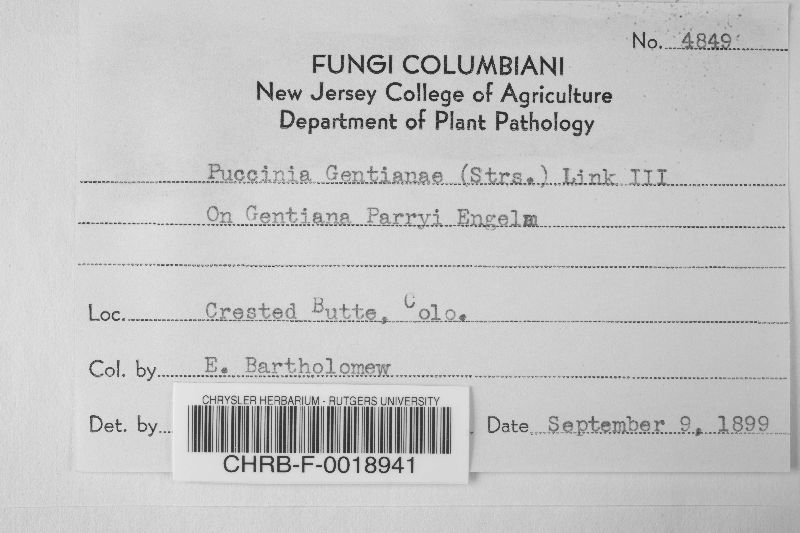 No. 4849
FUNGI COLUMBIANI
New Jersey College of Agriculture
Department of Plant Pathology
Puccinia Gentianae (Strs.) Link III
On Gentiana Parryi Engelm
Loc. Crested Butte, Colo.
Col. by E. Bartholomew
Det. by
Date September 9, 1899
CHRYSLER HERBARIUM - RUTGERS UNIVERSITY
CHRB-F-0018941